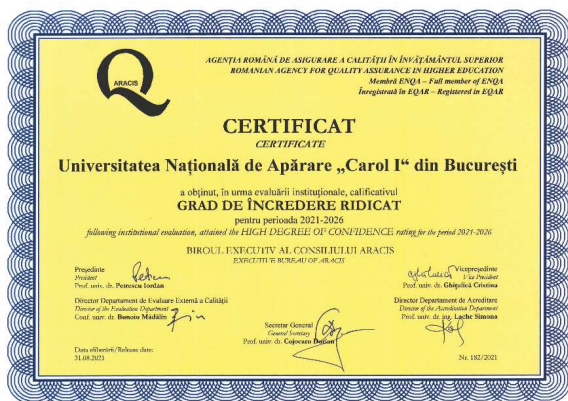 ARACIS
AGENȚIA ROMÂNĂ DE ASIGURARE A CALITĂȚII ÎN ÎNVĂȚĂMÂNTUL SUPERIOR
ROMANIAN AGENCY FOR QUALITY ASSURANCE IN HIGHER EDUCATION
Membră ENQA – Full member of ENQA
Înregistrată în EQAR – Registered in EQAR
CERTIFICAT
CERTIFICATE
Universitatea Națională de Apărare „Carol I“ din București
a obținut, în urma evaluării instituționale, calificativul
GRAD DE ÎNCREDERE RIDICAT
pentru perioada 2021-2026
following institutional evaluation, attained the HIGH DEGREE OF CONFIDENCE rating for the period 2021-2026
BIROUL EXECUTIV AL CONSILIULUI ARACIS
EXECUTIVE BUREAU OF ARACIS
Președinte
President
Prof. univ. dr. Petrescu Iordan
Vicepreședinte
Vice President
Prof. univ. dr. Ghițulică Cristina
Director Departament de Evaluare Externă a Calității
Director of the Evaluation Department
Conf. univ. dr. Bunoiu Mădălin
Director Departament de Acreditare
Director of the Accreditation Department
Prof. univ. dr. ing. Lache Simona
Secretar General
General Secretary
Prof. univ. dr. Cojocaru Dorian
Data eliberării/Release date:
31.08.2021
Nr. 182/2021